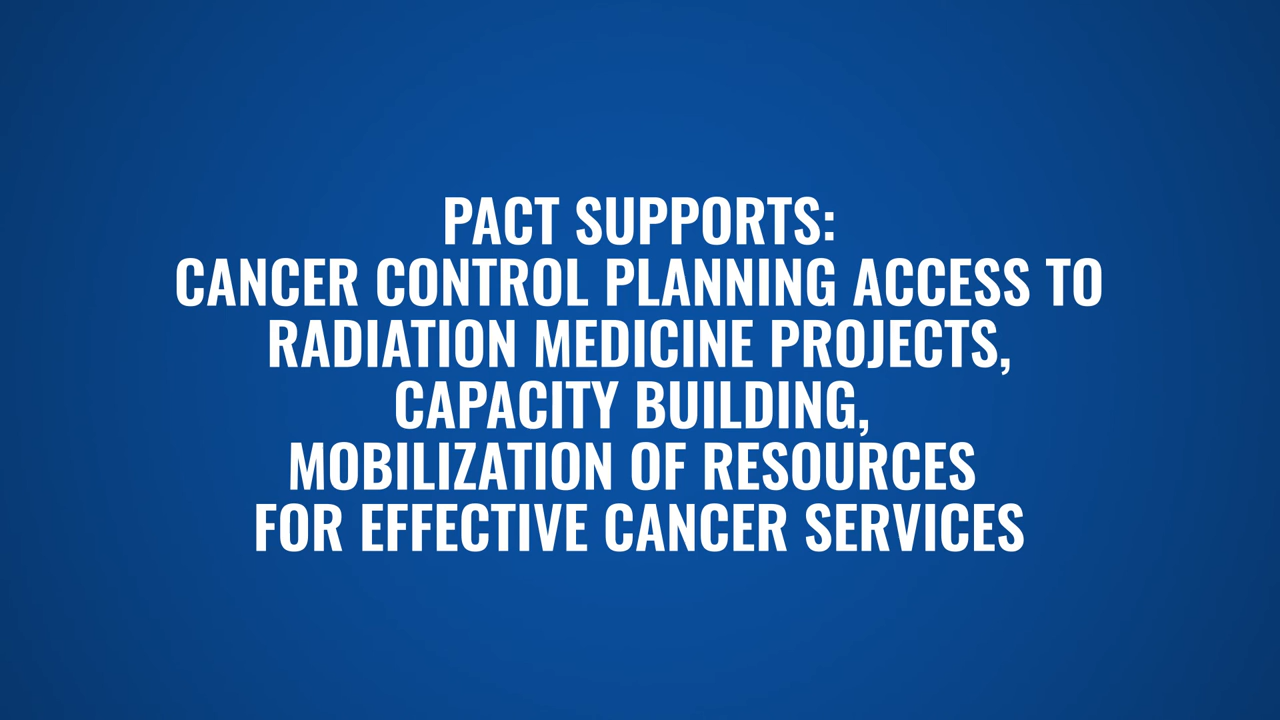 PACT SUPPORTS:
CANCER CONTROL PLANNING ACCESS TO
RADIATION MEDICINE PROJECTS,
CAPACITY BUILDING,
MOBILIZATION OF RESOURCES
FOR EFFECTIVE CANCER SERVICES